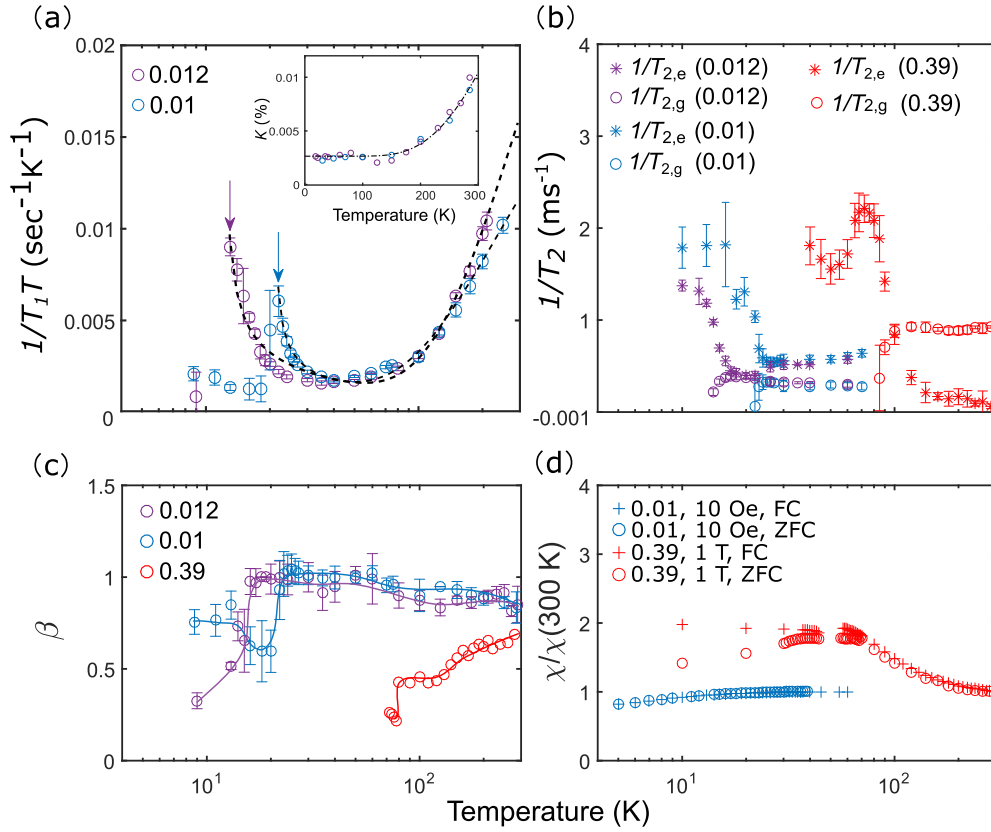 (a)
(b)
0.02
0.015
0.01
0.005
0
1/T₁T (sec⁻¹K⁻¹)
0.012
0.01
0.01
0.005
0
K (%)
0 100 200 300
Temperature (K)
4
3
2
1
-0.001
1/T₂ (ms⁻¹)
1/T₂,ₑ (0.012)
1/T₂,g (0.012)
1/T₂,ₑ (0.01)
1/T₂,g (0.01)
1/T₂,ₑ (0.39)
1/T₂,g (0.39)
(c)
(d)
1.5
1
0.5
0
β
0.012
0.01
0.39
10¹ 10²
4
3
2
1
0
χ/χ(300 K)
0.01, 10 Oe, FC
0.01, 10 Oe, ZFC
0.39, 1 T, FC
0.39, 1 T, ZFC
10¹ 10²
Temperature (K)